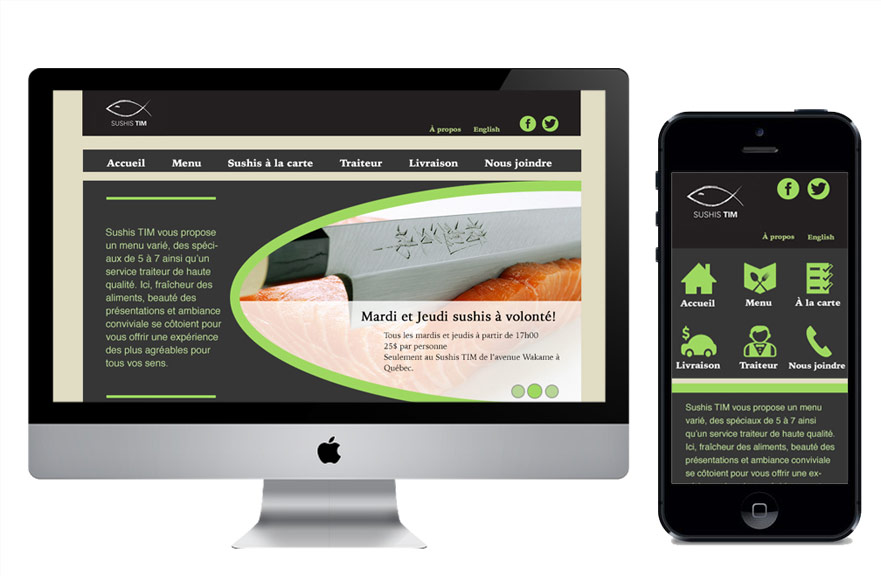 SUSHIS TIM
À propos English
Accueil Menu Sushis à la carte Traiteur Livraison Nous joindre
Sushis TIM vous propose
un menu varié, des spéci-
aux de 5 à 7 ainsi qu'un
service traiteur de haute
qualité. Ici, fraîcheur des
aliments, beauté des
présentations et ambiance
conviviale se côtoient pour
vous offrir une expérience
des plus agréables pour
tous vos sens.
Mardi et Jeudi sushis à volonté!
Tous les mardis et jeudis à partir de 17h00
25$ par personne
Seulement au Sushis TIM de l'avenue Wakame à
Québec.
SUSHIS TIM
À propos English
Accueil Menu À la carte
Livraison Traiteur Nous joindre
Sushis TIM vous propose un menu
varié, des spéciaux de 5 à 7 ainsi
qu'un service traiteur de haute qualité.
Ici, fraîcheur des aliments, beauté des
présentations et ambiance conviviale
se côtoient pour vous offrir une ex-